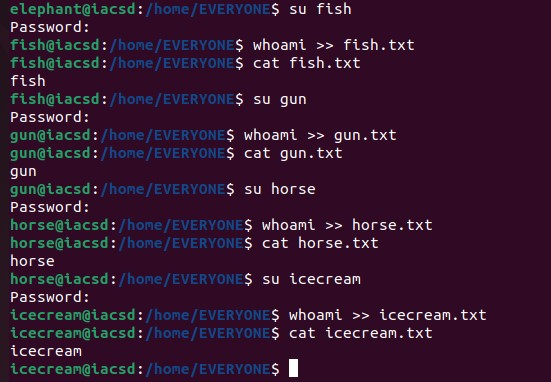 elephant@iacsd:/home/EVERYONE$ su fish
Password:
fish@iacsd:/home/EVERYONE$ whoami >> fish.txt
fish@iacsd:/home/EVERYONE$ cat fish.txt
fish
fish@iacsd:/home/EVERYONE$ su gun
Password:
gun@iacsd:/home/EVERYONE$ whoami >> gun.txt
gun@iacsd:/home/EVERYONE$ cat gun.txt
gun
gun@iacsd:/home/EVERYONE$ su horse
Password:
horse@iacsd:/home/EVERYONE$ whoami >> horse.txt
horse@iacsd:/home/EVERYONE$ cat horse.txt
horse
horse@iacsd:/home/EVERYONE$ su icecream
Password:
icecream@iacsd:/home/EVERYONE$ whoami >> icecream.txt
icecream@iacsd:/home/EVERYONE$ cat icecream.txt
icecream
icecream@iacsd:/home/EVERYONE$